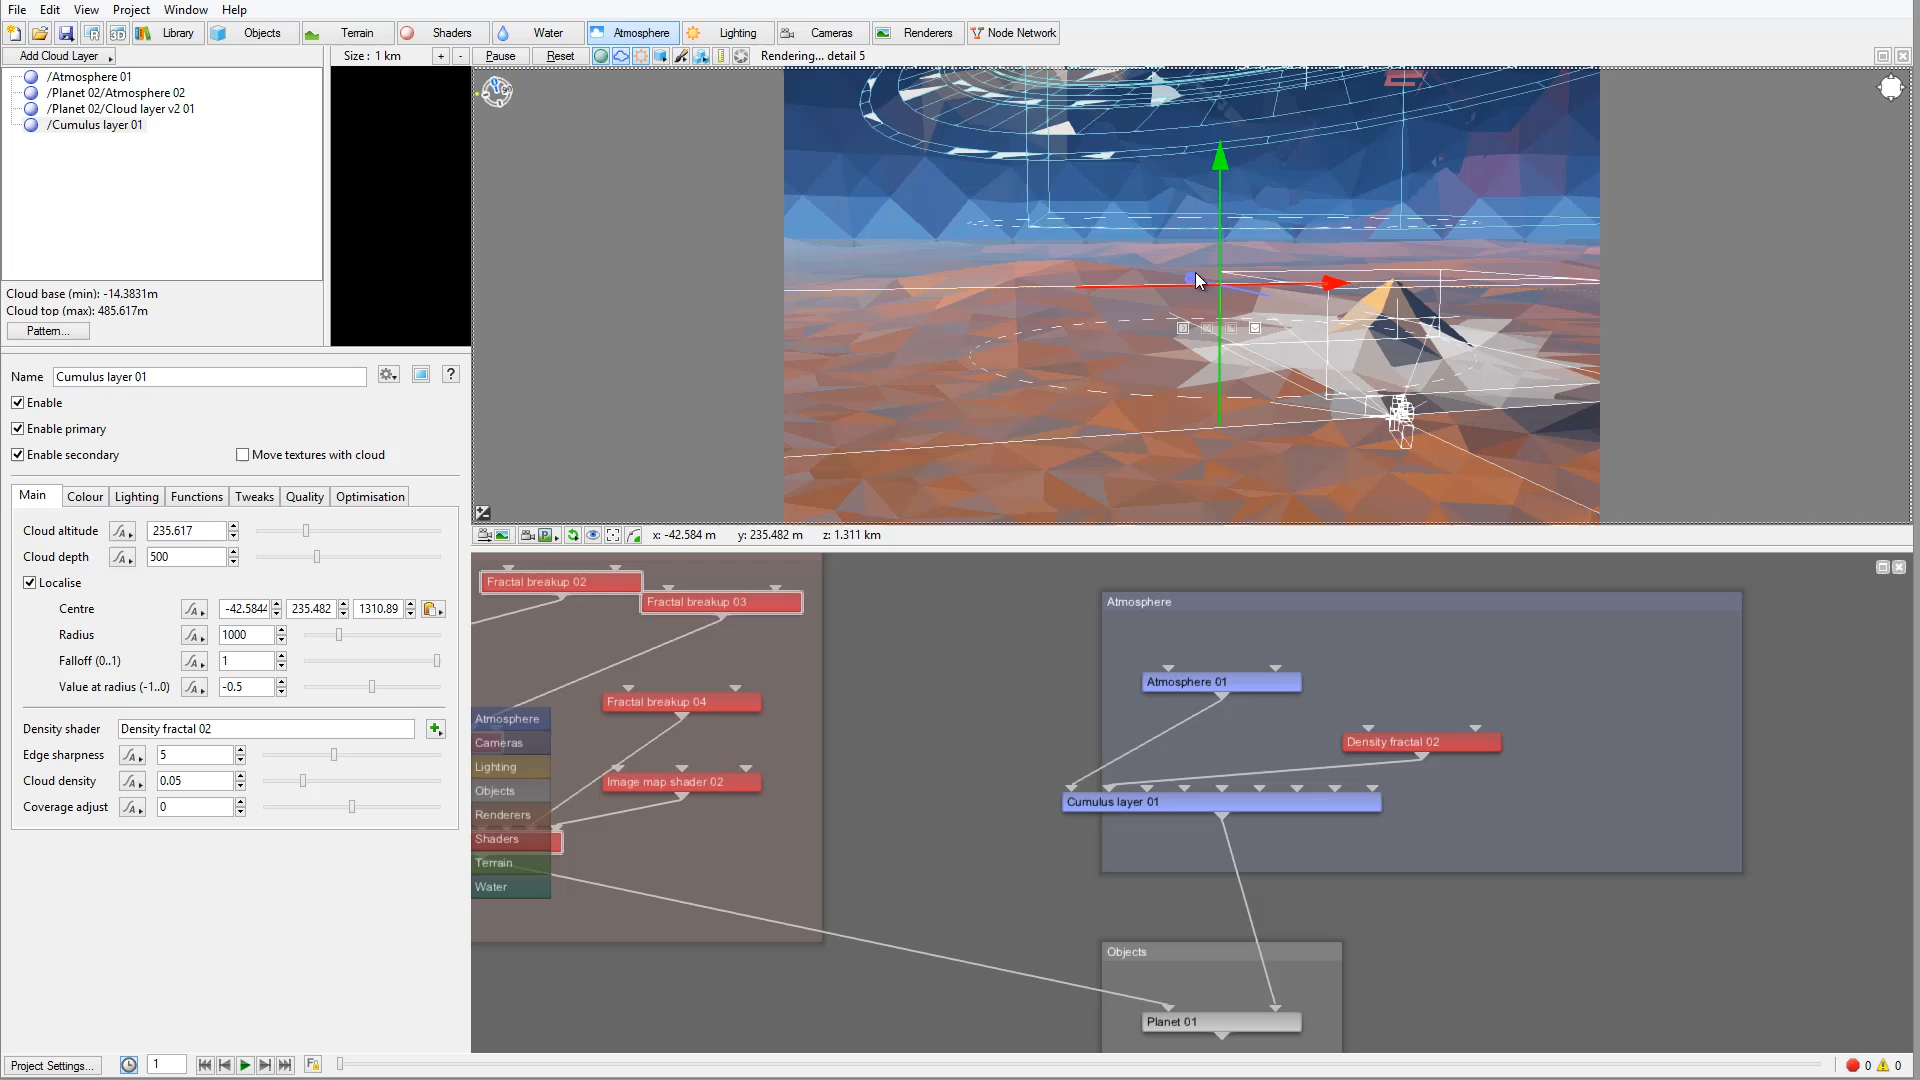 File Edit View Project Window Help
Library Objects Terrain Shaders Water Atmosphere Lighting Cameras Renderers Node Network
Add Cloud Layer Size : 1 km + - Pause Reset Rendering... detail 5
/Atmosphere 01
/Planet 02/Atmosphere 02
/Planet 02/Cloud layer v2 01
/Cumulus layer 01
Cloud base (min): -14.3831m
Cloud top (max): 485.617m
Pattern...
Name Cumulus layer 01 ?
Enable
Enable primary
Enable secondary Move textures with cloud
Main Colour Lighting Functions Tweaks Quality Optimisation
Cloud altitude 235.617
Cloud depth 500
Localise
Centre -42.5844 235.482 1310.89
Radius 1000
Falloff (0..1) 1
Value at radius (-1..0) -0.5
Density shader Density fractal 02
Edge sharpness 5
Cloud density 0.05
Coverage adjust 0
x: -42.584 m y: 235.482 m z: 1.311 km
Fractal breakup 02
Fractal breakup 03
Fractal breakup 04
Image map shader 02
Atmosphere
Cameras
Lighting
Objects
Renderers
Shaders
Terrain
Water
Atmosphere
Atmosphere 01
Density fractal 02
Cumulus layer 01
Objects
Planet 01
Project Settings... 1 0 0